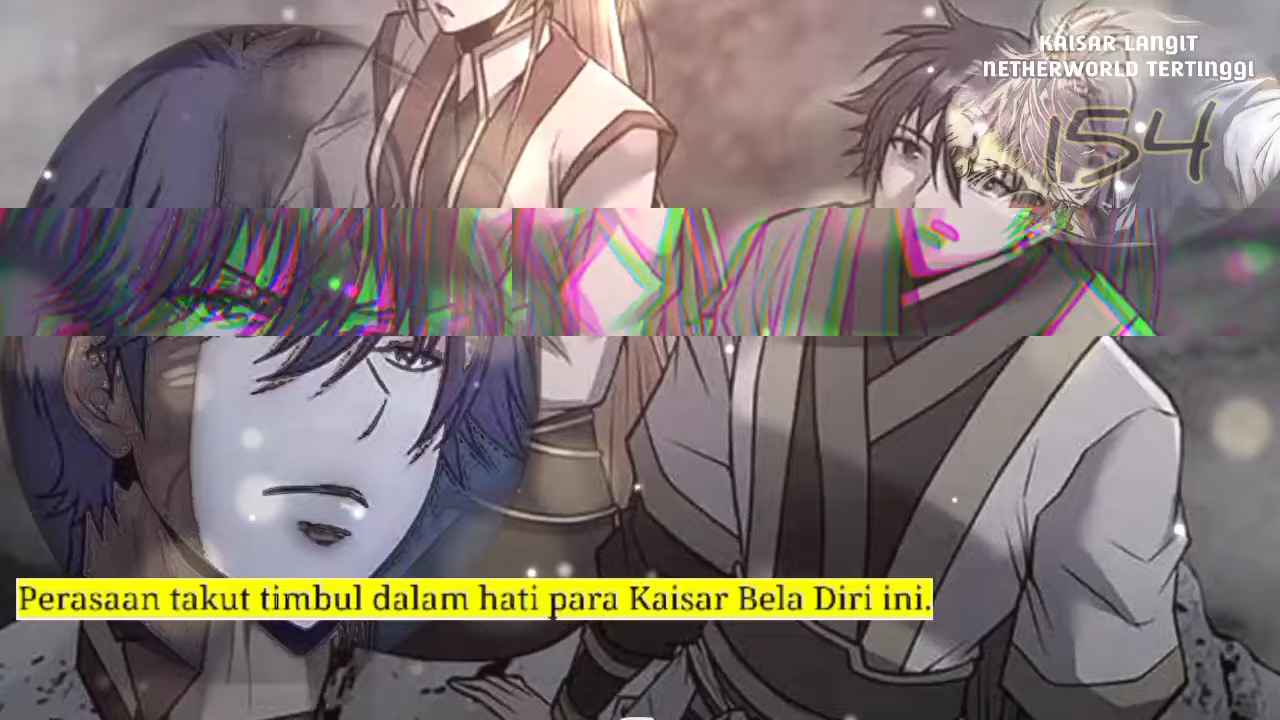 KAISAR LANGIT
NETHERWORLD TERTINGGI
154
Perasaan takut timbul dalam hati para Kaisar Bela Diri ini.